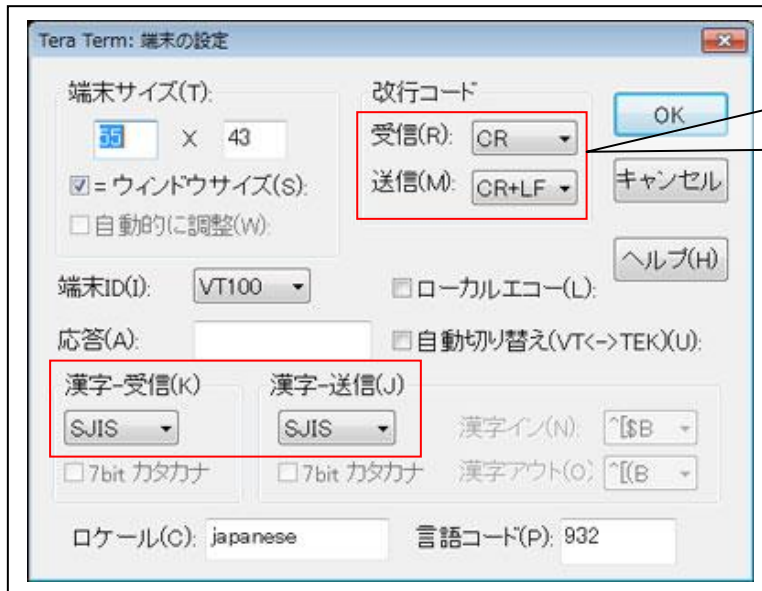 Tera Term: 端末の設定
端末サイズ(T):
55 X 43
=ウィンドウサイズ(S):
自動的に調整(W):
改行コード
受信(R): CR
送信(M): CR+LF
OK
キャンセル
ヘルプ(H)
端末ID(I): VT100
ローカルエコー(L):
応答(A):
自動切り替え(VT<->TEK)(U):
漢字-受信(K)
SJIS
7bit カタカナ
漢字-送信(J)
SJIS
7bit カタカナ
漢字イン(N): ^[$B
漢字アウト(O) ^[(B
ロケール(C): japanese
言語コード(P): 932